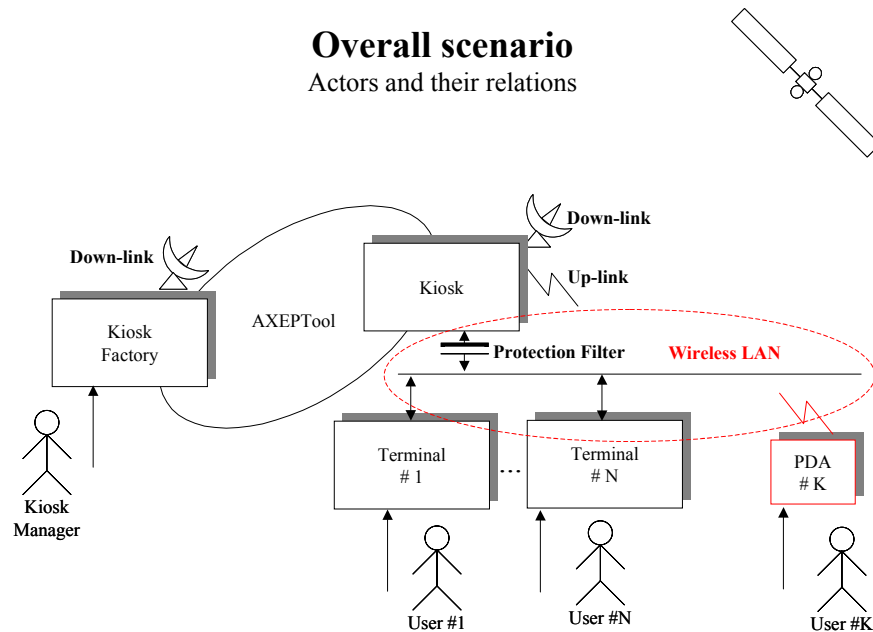 Overall scenario
Actors and their relations
Down-link
Down-link
Kiosk
Up-link
AXEPTool
Kiosk
Factory
Protection Filter
Wireless LAN
Terminal
# 1
...
Terminal
# N
PDA
# K
Kiosk
Manager
User #1
User #N
User #K